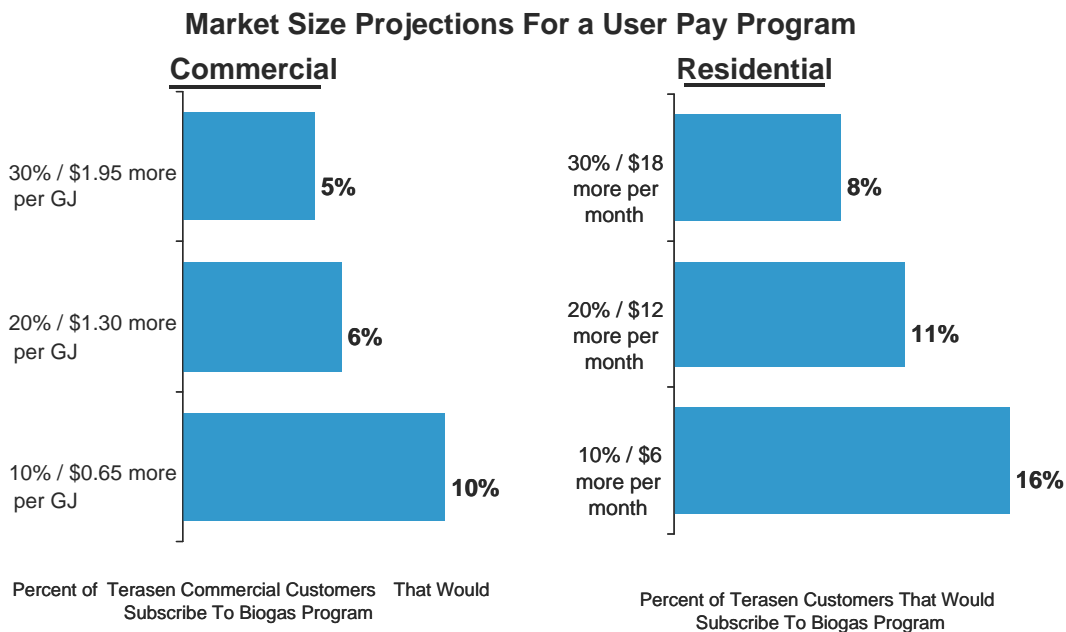 Market Size Projections For a User Pay Program
Commercial
30% / $1.95 more
per GJ
5%
20% / $1.30 more
per GJ
6%
10% / $0.65 more
per GJ
10%
Percent of Terasen Commercial Customers That Would
Subscribe To Biogas Program
Residential
30% / $18
more per
month
8%
20% / $12
more per
month
11%
10% / $6
more per
month
16%
Percent of Terasen Customers That Would
Subscribe To Biogas Program